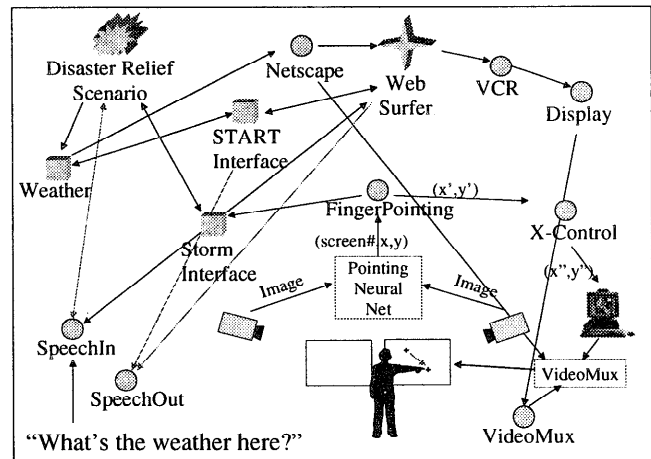 Disaster Relief
Scenario
Netscape
Web
Surfer
VCR
Display
START
Interface
Weather
FingerPointing
(x',y')
X-Control
Storm
Interface
(screen#,x,y)
(x",y")
Pointing
Neural
Net
Image
Image
SpeechIn
SpeechOut
VideoMux
VideoMux
"What's the weather here?"